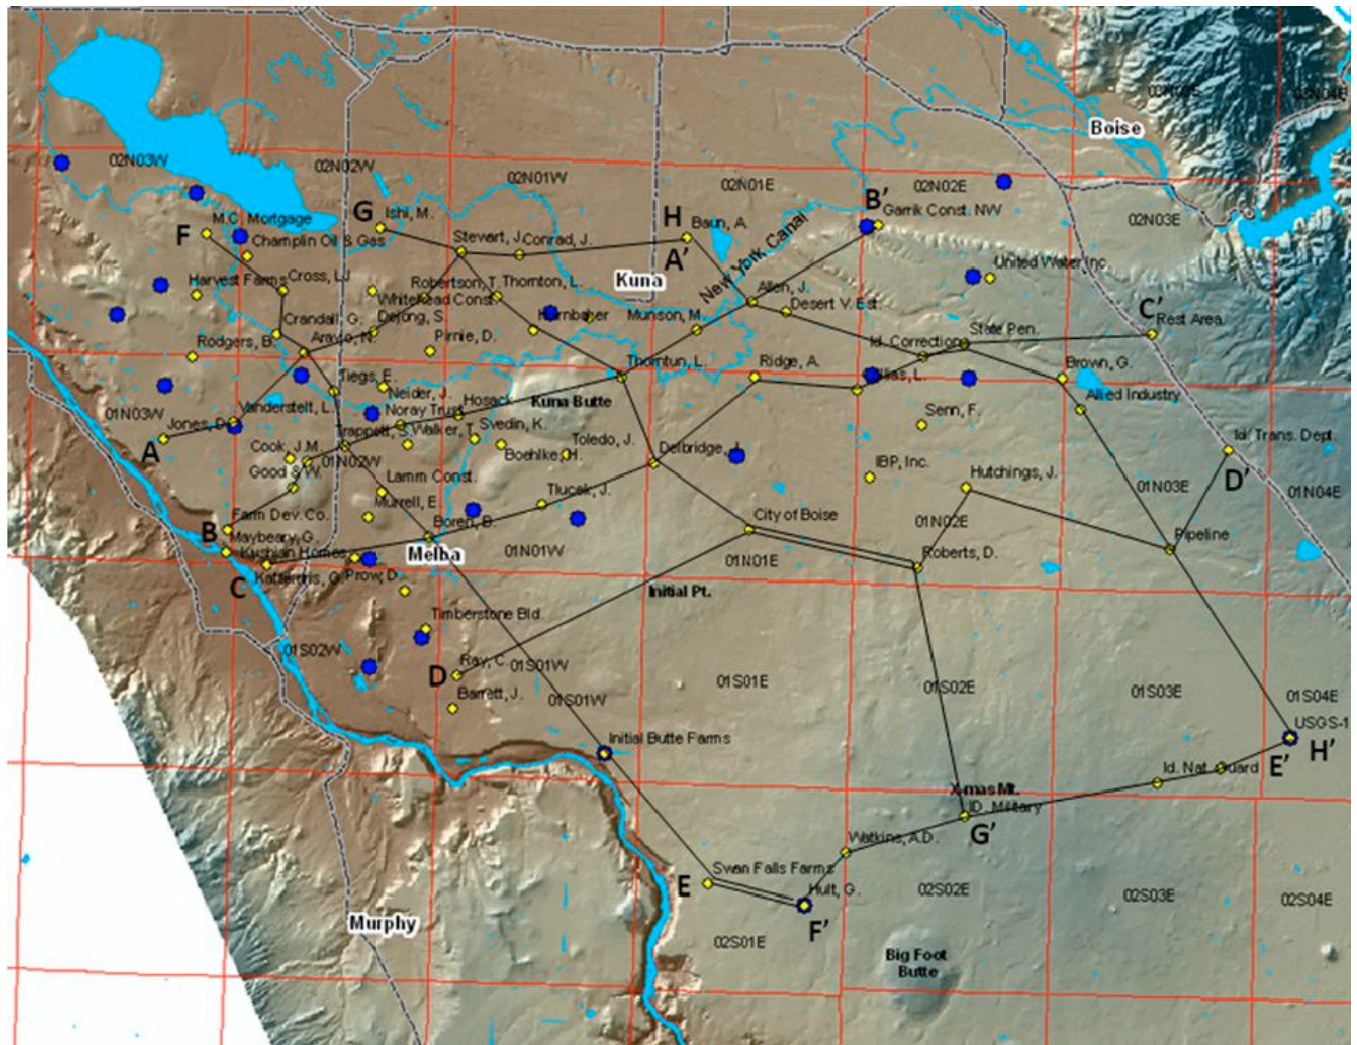 02N03E
02N04E
Boise
02N03W
02N02W
02N01W
02N01E
02N02E
02N03E
M.C. Mortgage
F
G
Ishi, M.
H
Baun, A.
A'
B'
Garrik Const. NW
Champlin Oil & Gas
Stewart, J.
Conrad, J.
New York Canal
Harvest Farms
Cross, LJ
Robertson, T.
Thornton, L.
Kuna
United Water Inc.
Whitehead Const.
Allen, J.
Desert V. Est.
Crandall, G.
Dejong, S.
Munson, M.
State Pen.
C'
Rest Area
Rodgers, B.
Pirnie, D.
Id. Correction
Tiegs, E.
Thorntun, L.
Ridge, A.
Brown, G.
Neider, J.
Kuna Butte
Allied Industry
01N03W
Vanderstelt, L.
Noray Trust
Hosack
Senn, F.
A
Jones, D.
Trappett, S.
Walker, T.
Svedin, K.
Toledo, J.
Delbridge, J.
Id. Trans. Dept.
D'
Cook, J.M.
01N02W
Boehlke, H.
Good & W.
Lamm Const.
IBP, Inc.
Hutchings, J.
01N03E
01N04E
Murrell, E.
Tlucek, J.
Farm Dev. Co.
Boren, B.
City of Boise
01N02E
B
Maybeary, G.
Kushlan Homes
Melba
01N01W
01N01E
Roberts, D.
Pipeline
C
Prow, D.
Initial Pt.
Timberstone Bld.
01S02W
D
Ray, C.
01S01W
01S01W
01S01E
01S02E
01S03E
01S04E
Barrett, J.
Initial Butte Farms
USGS-1
H'
E'
Id. Nat. Guard
X-mas Mt.
ID. Military
G'
Watkins, A.D.
E
Swan Falls Farms
Hult, G.
F'
02S02E
02S03E
02S04E
Murphy
02S01E
Big Foot
Butte